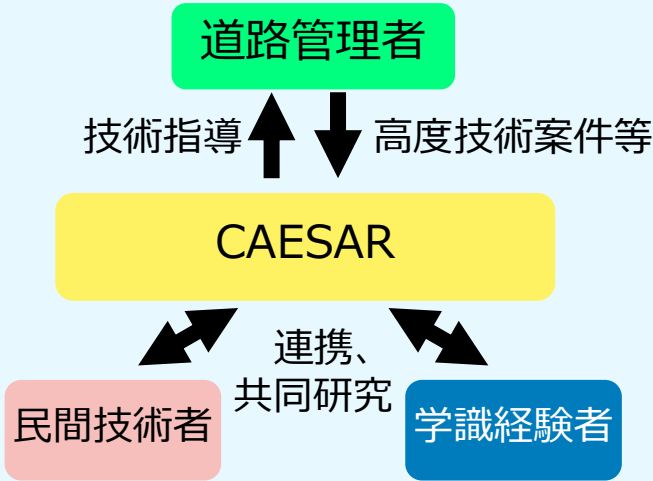 道路管理者
技術指導
高度技術案件等
CAESAR
連携、
共同研究
民間技術者
学識経験者